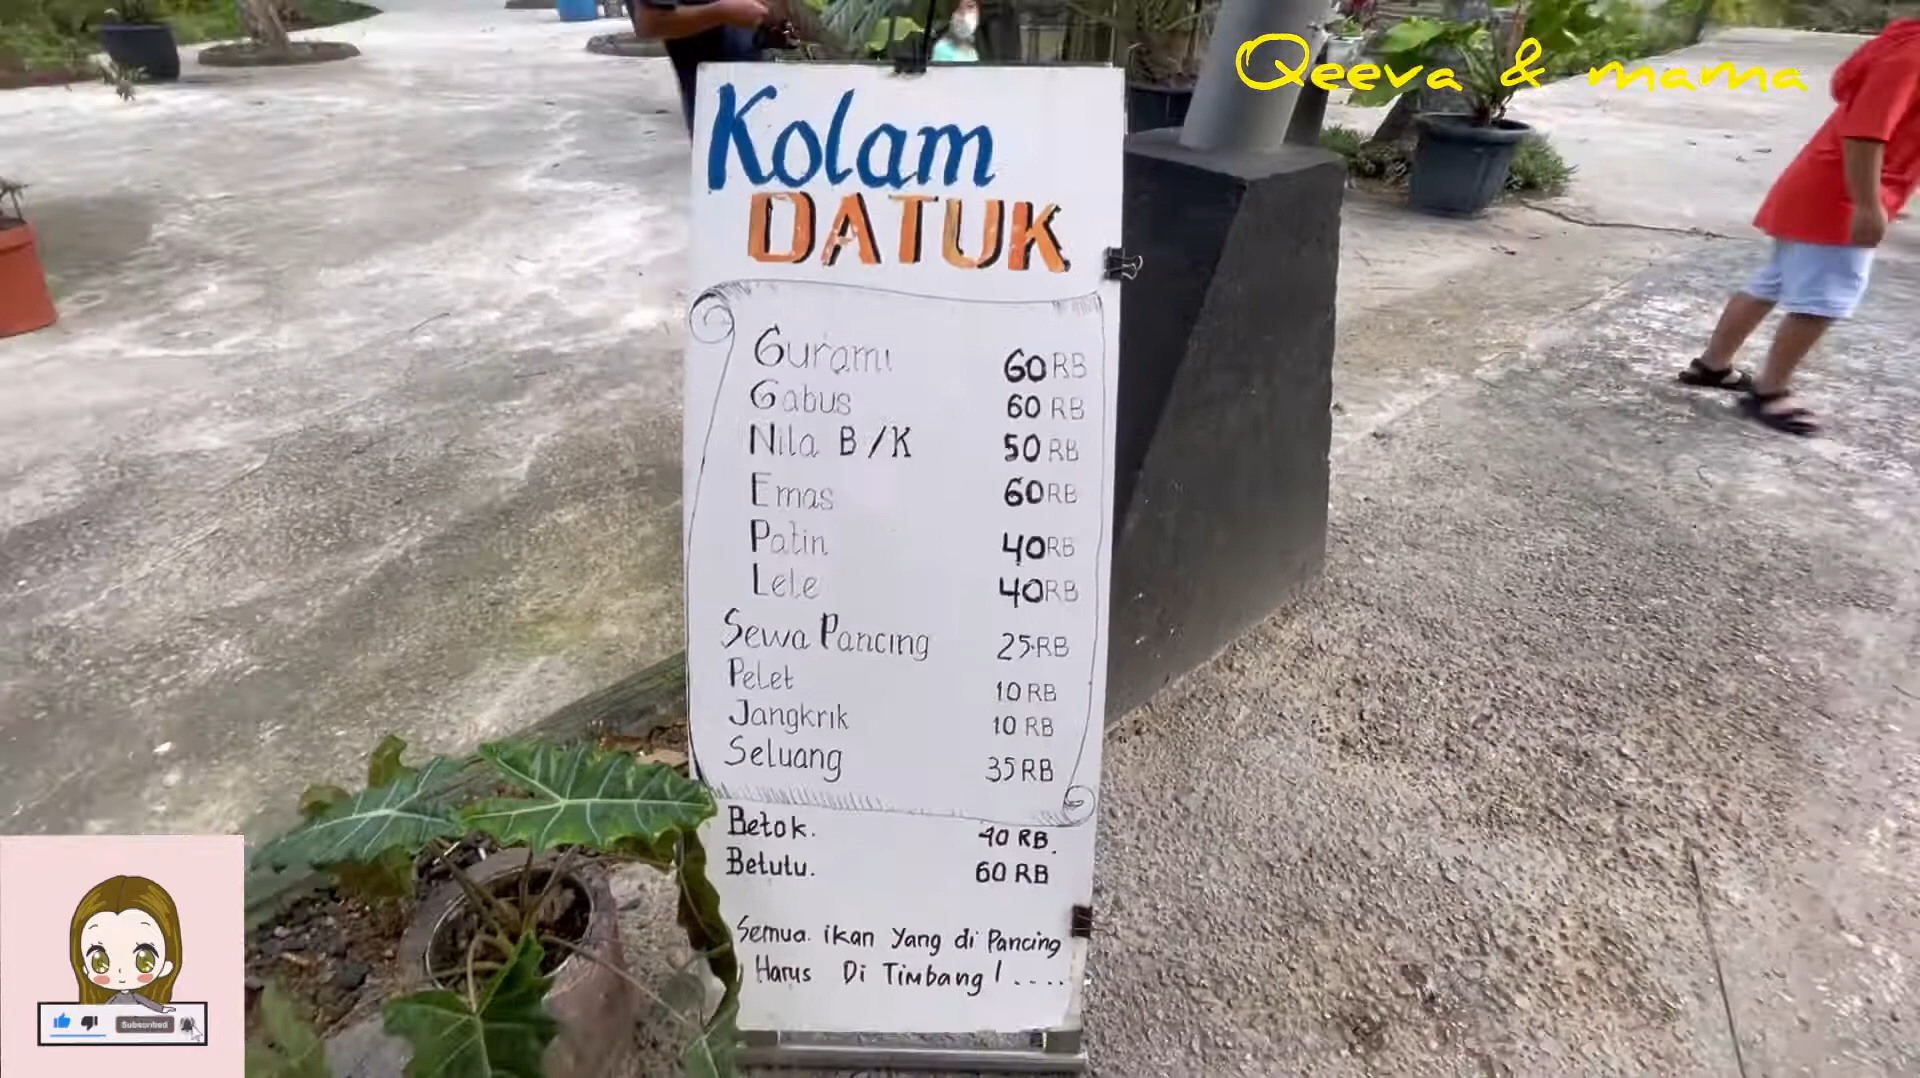 Qeeva & mama
Kolam
DATUK
Gurami 60 RB
Gabus 60 RB
Nila B/K 50 RB
Emas 60 RB
Patin 40 RB
Lele 40 RB
Sewa Pancing 25.RB
Pelet 10 RB
Jangkrik 10 RB
Seluang 35 RB
Betok. 40 RB.
Betutu. 60 RB
Semua. ikan Yang di Pancing
Harus Di Timbang!....
Subscribed